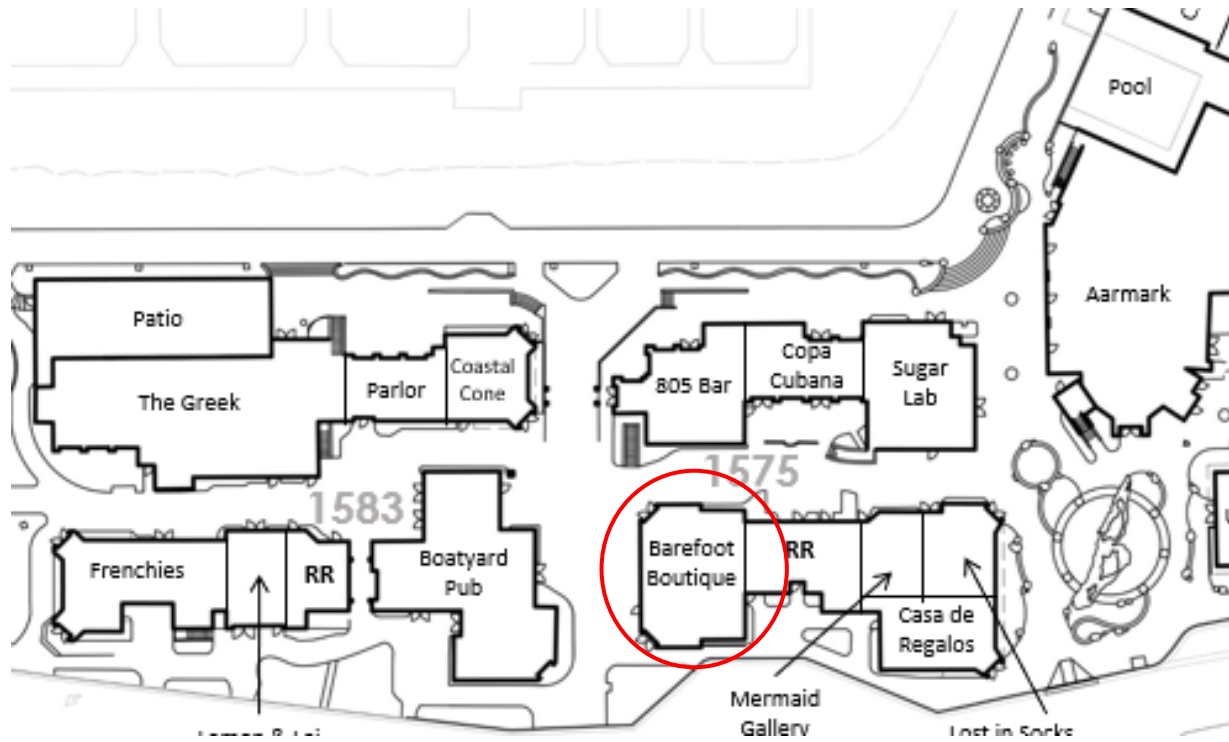 Pool
Patio
Aarmark
The Greek
Parlor
Coastal
Cone
805 Bar
Copa
Cubana
Sugar
Lab
1583
1575
Frenchies
RR
Boatyard
Pub
Barefoot
Boutique
RR
Casa de
Regalos
Mermaid
Gallery
Lost in Socks